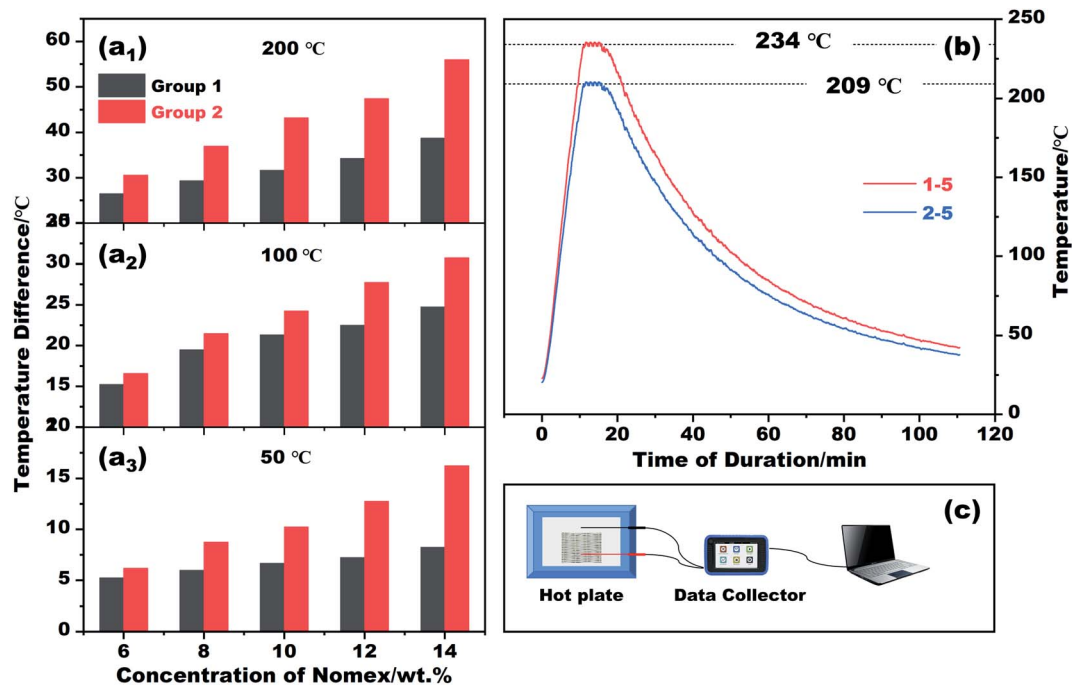 (a1)
200 ℃
Group 1
Group 2
60
50
40
30
(a2)
100 ℃
30
25
20
15
(a3)
50 ℃
15
10
5
0
6
8
10
12
14
Concentration of Nomex/wt.%
Temperature Difference/℃
(b)
234 ℃
209 ℃
1-5
2-5
250
200
150
100
50
0
Temperature/℃
0
20
40
60
80
100
120
Time of Duration/min
(c)
Hot plate
Data Collector